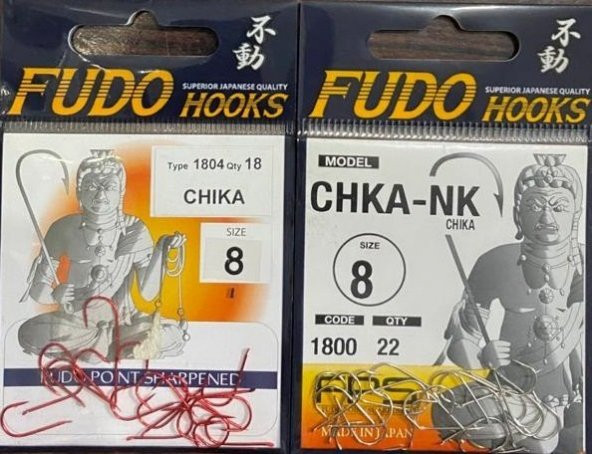 不動
FUDO HOOKS
SUPERIOR JAPANESE QUALITY
Type 1804 Qty 18
CHIKA
SIZE
8
FUDO POINT SHARPENED
不動
FUDO HOOKS
SUPERIOR JAPANESE QUALITY
MODEL
CHKA-NK
CHIKA
SIZE
8
CODE QTY
1800 22
MADE IN JAPAN